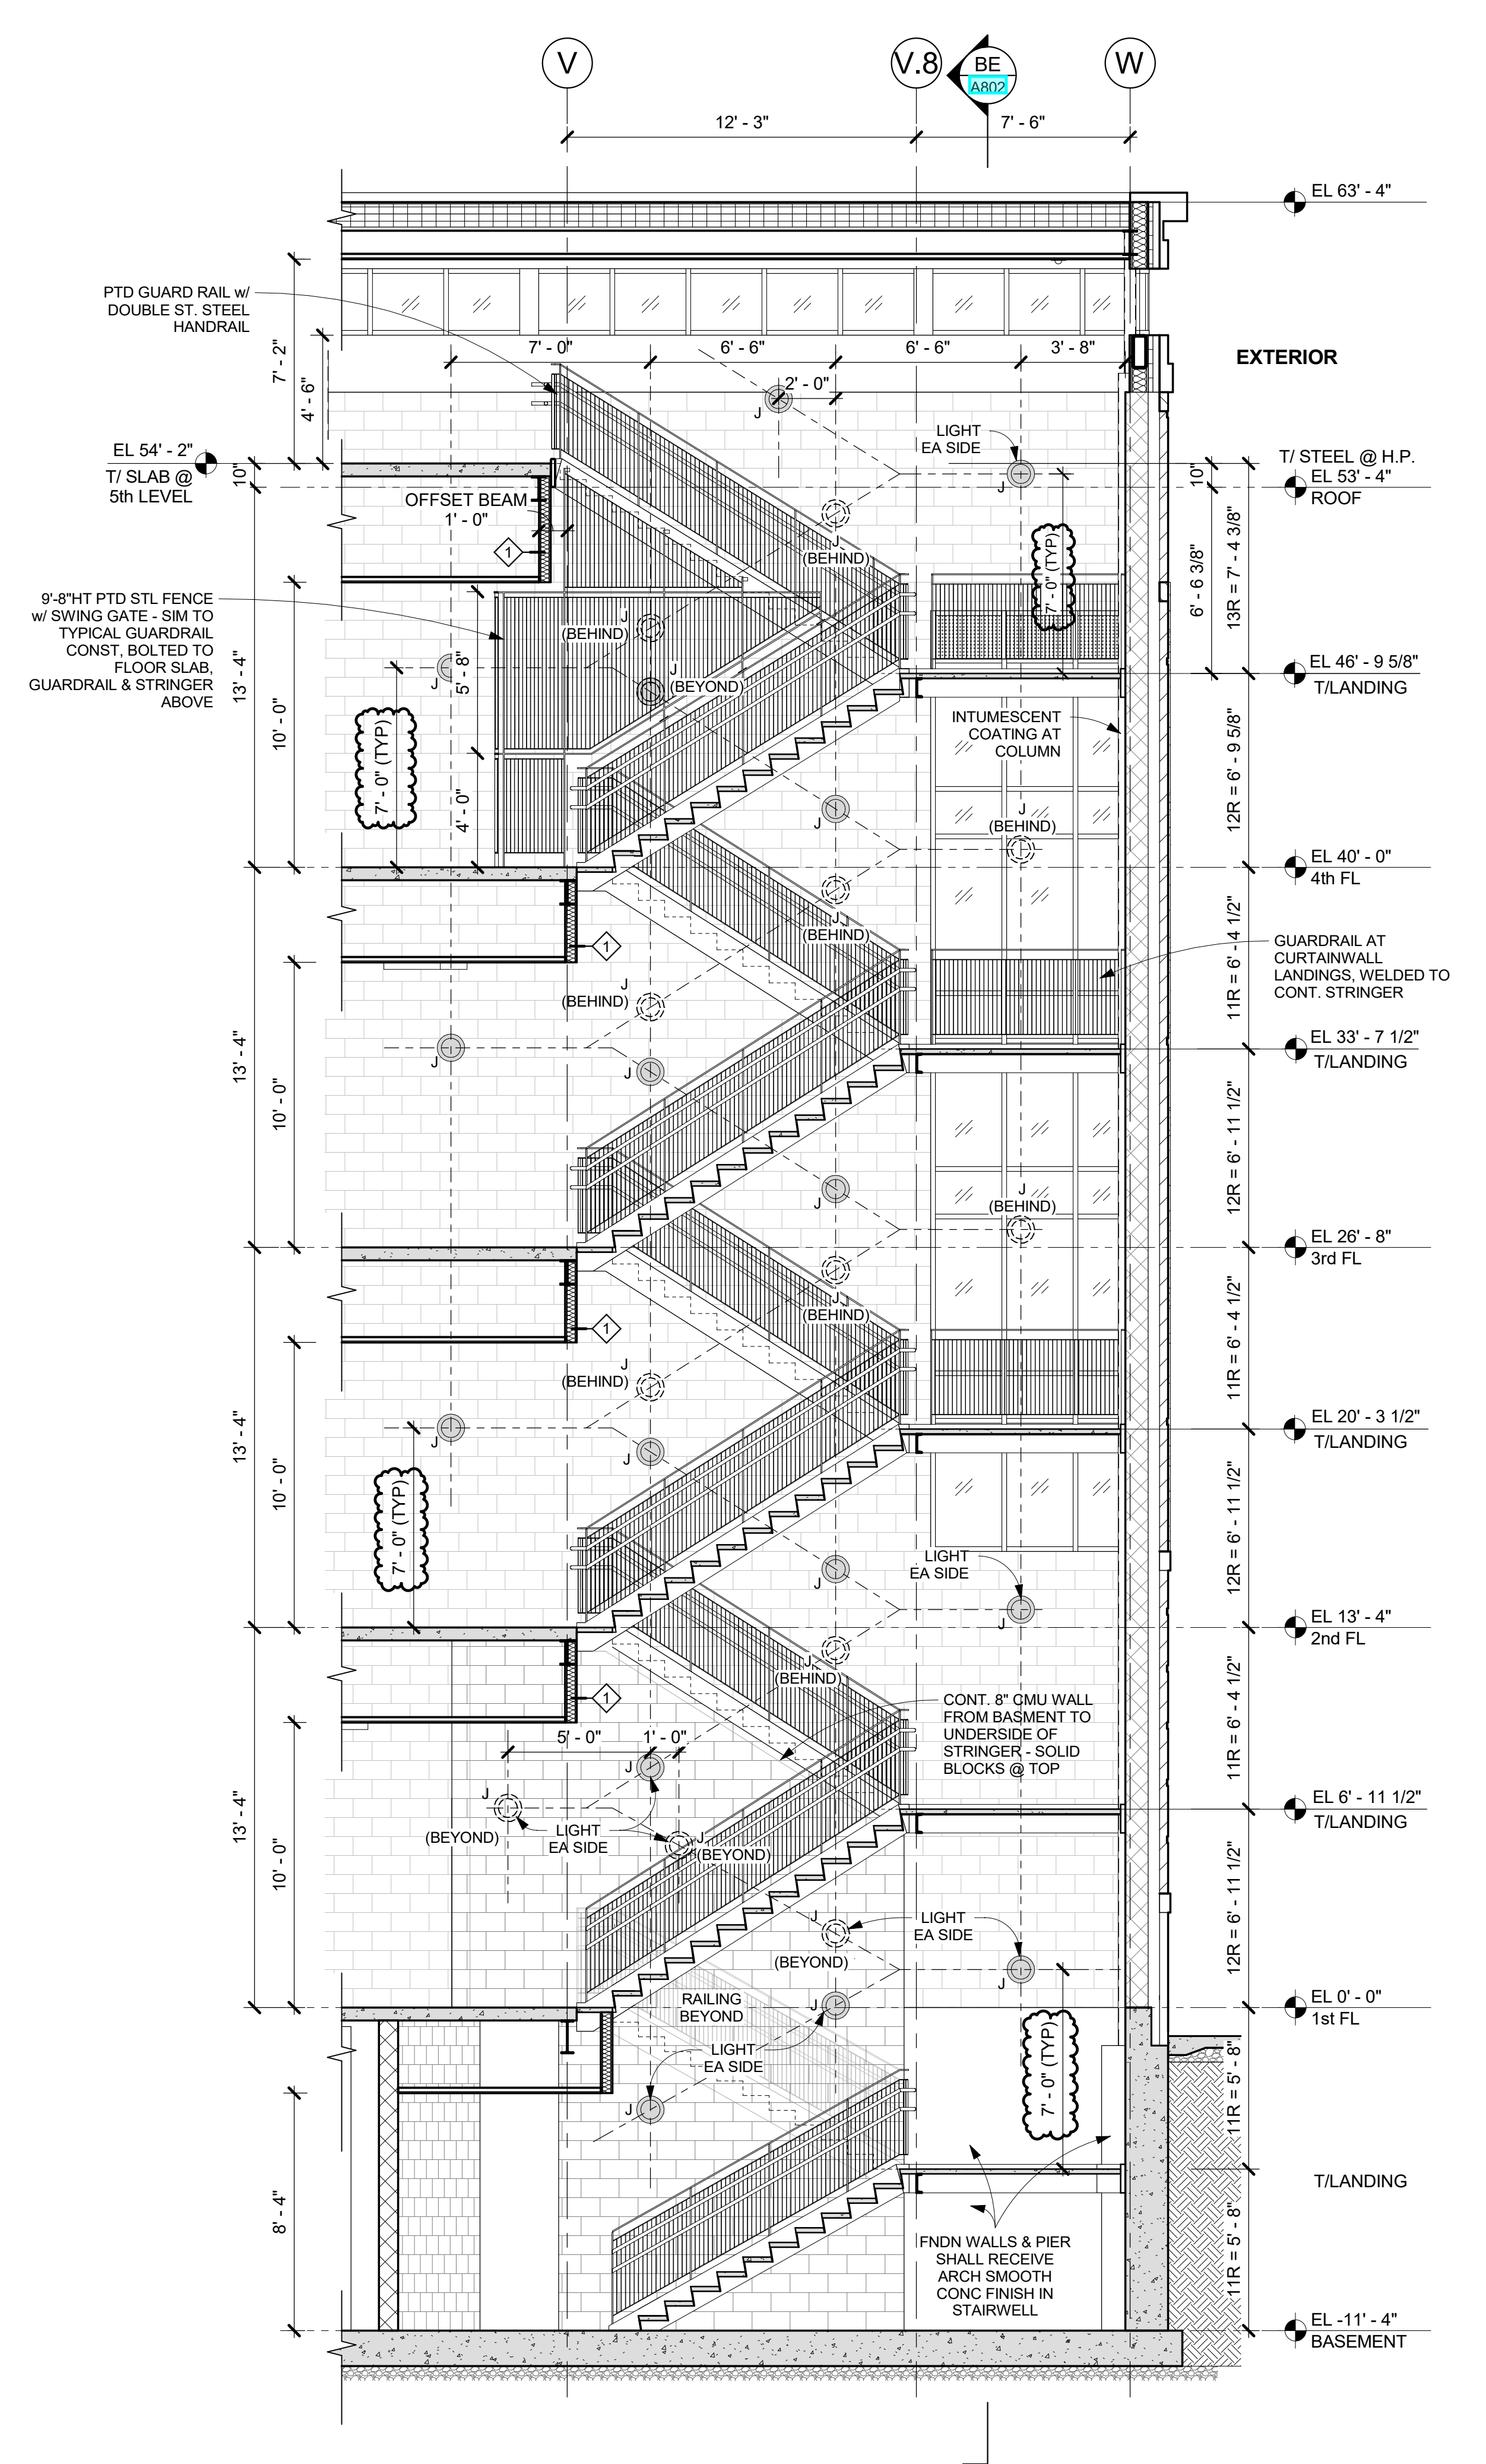 V
V.8
BE
A802
W
12' - 3"
7' - 6"
EL 63' - 4"
PTD GUARD RAIL w/
DOUBLE ST. STEEL
HANDRAIL
7' - 2"
4' - 6"
7' - 0"
6' - 6"
6' - 6"
3' - 8"
EXTERIOR
2' - 0"
J
LIGHT
EA SIDE
J
EL 54' - 2"
T/ SLAB @
5th LEVEL
10"
T/ STEEL @ H.P.
EL 53' - 4"
ROOF
10"
OFFSET BEAM
1' - 0"
1
J
(BEHIND)
7' - 0" (TYP)
6' - 6 3/8"
13R = 7' - 4 3/8"
9'-8"HT PTD STL FENCE
w/ SWING GATE - SIM TO
TYPICAL GUARDRAIL
CONST, BOLTED TO
FLOOR SLAB,
GUARDRAIL & STRINGER
ABOVE
13' - 4"
10' - 0"
J
(BEHIND)
J
5' - 8"
J
(BEYOND)
EL 46' - 9 5/8"
T/LANDING
INTUMESCENT
COATING AT
COLUMN
7' - 0" (TYP)
4' - 0"
J
J
(BEHIND)
12R = 6' - 9 5/8"
EL 40' - 0"
4th FL
J
(BEHIND)
1
GUARDRAIL AT
CURTAINWALL
LANDINGS, WELDED TO
CONT. STRINGER
11R = 6' - 4 1/2"
J
(BEHIND)
13' - 4"
10' - 0"
J
J
EL 33' - 7 1/2"
T/LANDING
J
J
(BEHIND)
12R = 6' - 11 1/2"
EL 26' - 8"
3rd FL
J
(BEHIND)
1
11R = 6' - 4 1/2"
J
(BEHIND)
13' - 4"
10' - 0"
J
J
EL 20' - 3 1/2"
T/LANDING
7' - 0" (TYP)
J
LIGHT
EA SIDE
J
12R = 6' - 11 1/2"
EL 13' - 4"
2nd FL
J
(BEHIND)
1
CONT. 8" CMU WALL
FROM BASMENT TO
UNDERSIDE OF
STRINGER - SOLID
BLOCKS @ TOP
11R = 6' - 4 1/2"
5' - 0"
1' - 0"
J
J
(BEYOND)
LIGHT
EA SIDE
J
(BEYOND)
13' - 4"
10' - 0"
EL 6' - 11 1/2"
T/LANDING
J
(BEYOND)
LIGHT
EA SIDE
J
12R = 6' - 11 1/2"
RAILING
BEYOND
J
EL 0' - 0"
1st FL
LIGHT
EA SIDE
J
7' - 0" (TYP)
11R = 5' - 8"
8' - 4"
T/LANDING
FNDN WALLS & PIER
SHALL RECEIVE
ARCH SMOOTH
CONC FINISH IN
STAIRWELL
11R = 5' - 8"
EL -11' - 4"
BASEMENT